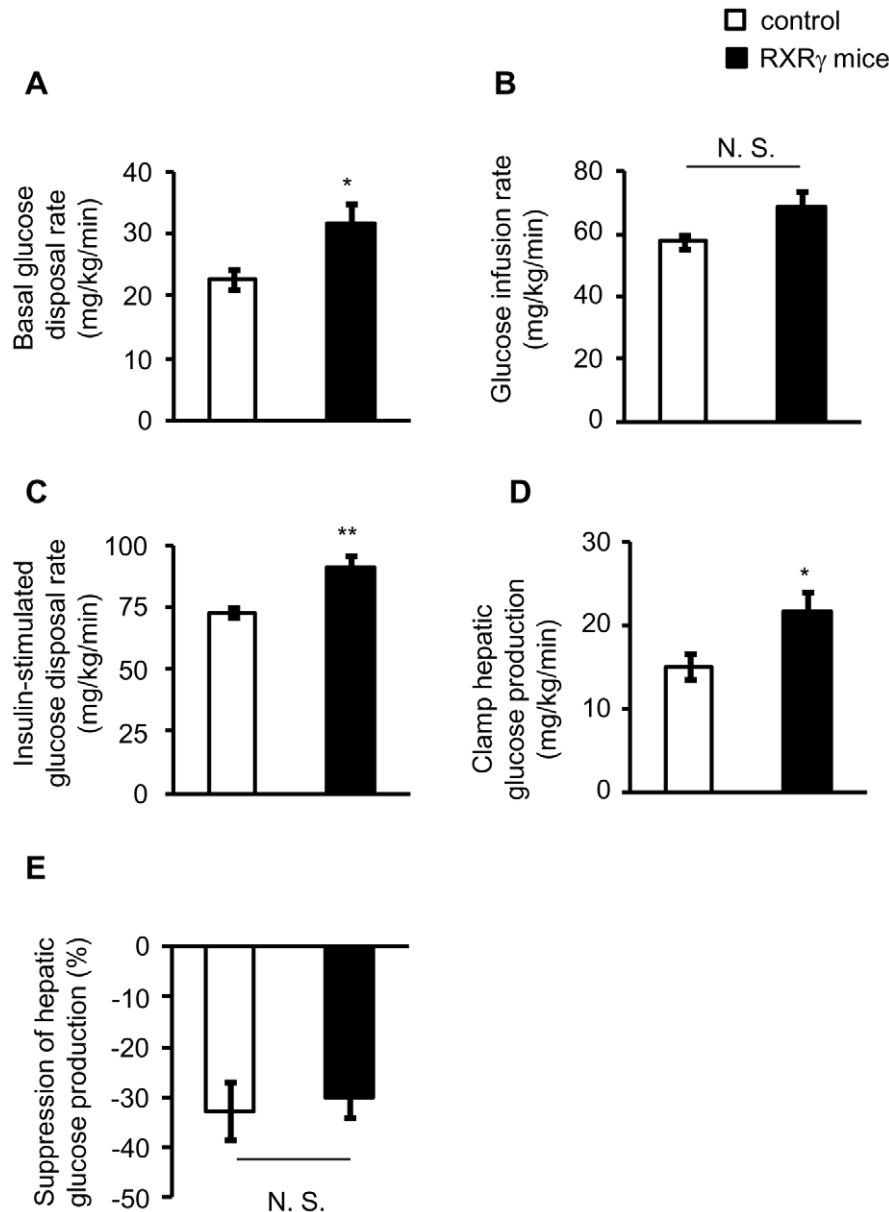 control
RXRγ mice
A
Basal glucose
disposal rate
(mg/kg/min)
40
30
20
10
0
*
B
Glucose infusion rate
(mg/kg/min)
80
60
40
20
0
N. S.
C
Insulin-stimulated
glucose disposal rate
(mg/kg/min)
100
75
50
25
0
**
D
Clamp hepatic
glucose production
(mg/kg/min)
30
20
10
0
*
E
Suppression of hepatic
glucose production (%)
0
-10
-20
-30
-40
-50
N. S.